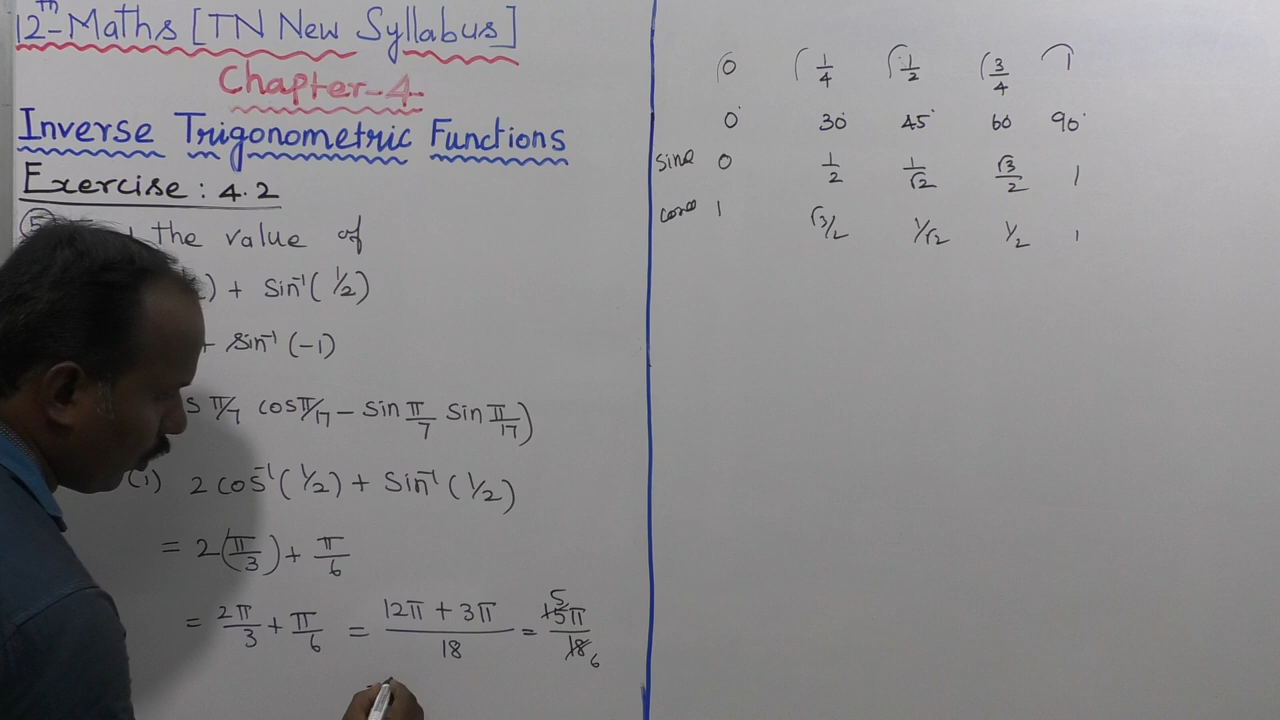 12th-Maths [TN New Syllabus]
Chapter-4
Inverse Trigonometric Functions
Exercise: 4.2
⑤ the value of
) + sin⁻¹(1/2)
+ sin⁻¹(-1)
s π/7 cos π/17 - sin π/7 sin π/17)
(i) 2 cos⁻¹(1/2) + sin⁻¹(1/2)
= 2(π/3) + π/6
= 2π/3 + π/6 = 12π + 3π / 18 = 15π/18 5 6
√0 √1/4 √1/2 √3/4 √1
0° 30° 45° 60° 90°
sinθ 0 1/2 1/√2 √3/2 1
cosθ 1 √3/2 1/√2 1/2 1